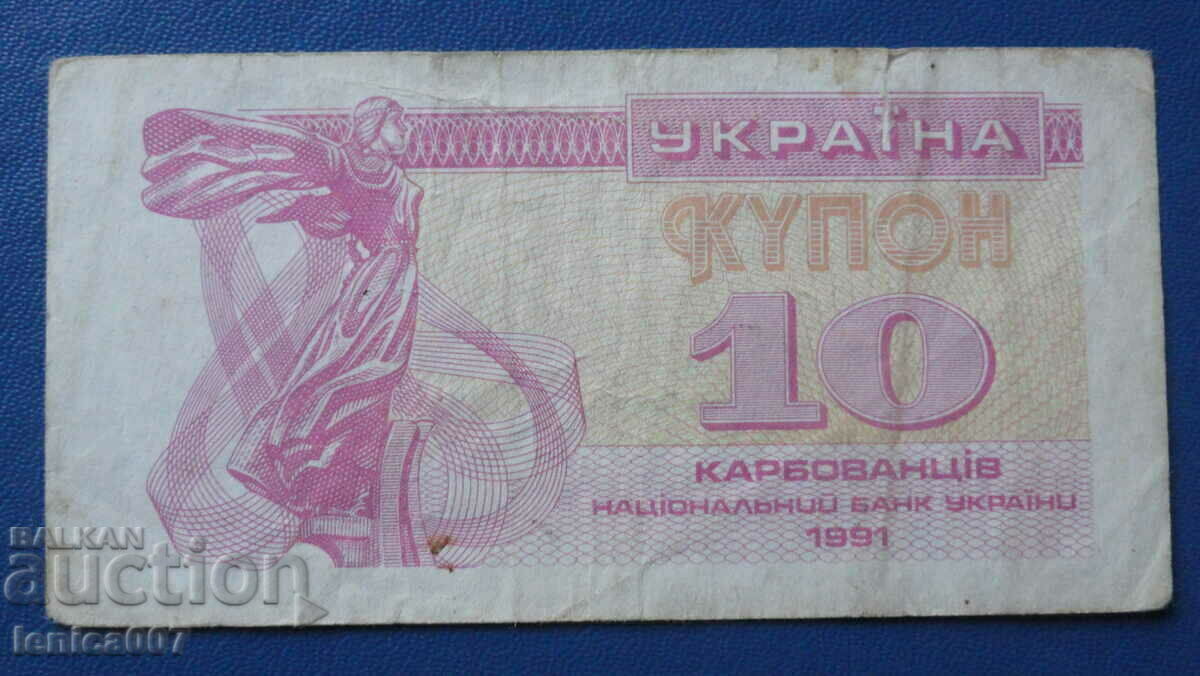 УКРАЇНА
КУПОН
10
КАРБОВАНЦІВ
НАЦІОНАЛЬНИЙ БАНК УКРАЇНИ
1991
BALKAN
auction
lenica007